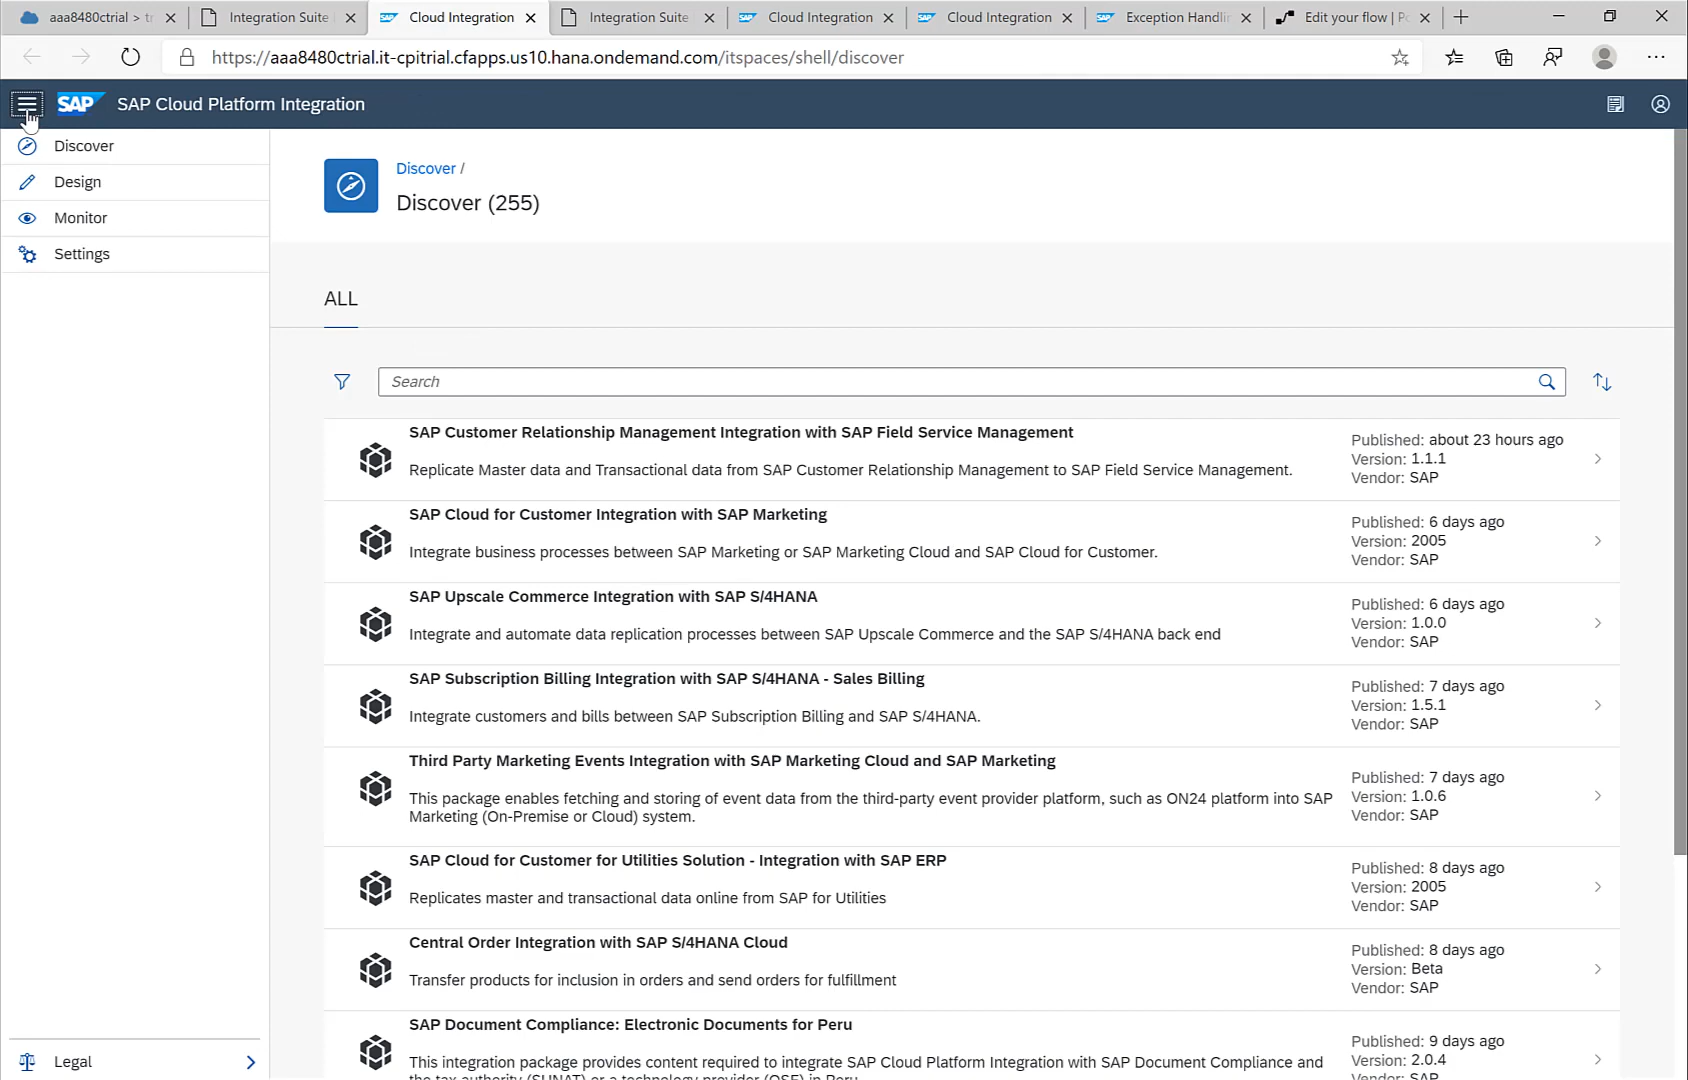 aaa8480ctrial > tr
Integration Suite
Cloud Integration
Integration Suite
Cloud Integration
Cloud Integration
Exception Handli
Edit your flow | Po
https://aaa8480ctrial.it-cpitrial.cfapps.us10.hana.ondemand.com/itspaces/shell/discover
SAP SAP Cloud Platform Integration
Discover
Design
Monitor
Settings
Discover /
Discover (255)
ALL
Search
SAP Customer Relationship Management Integration with SAP Field Service Management
Replicate Master data and Transactional data from SAP Customer Relationship Management to SAP Field Service Management.
Published: about 23 hours ago
Version: 1.1.1
Vendor: SAP
SAP Cloud for Customer Integration with SAP Marketing
Integrate business processes between SAP Marketing or SAP Marketing Cloud and SAP Cloud for Customer.
Published: 6 days ago
Version: 2005
Vendor: SAP
SAP Upscale Commerce Integration with SAP S/4HANA
Integrate and automate data replication processes between SAP Upscale Commerce and the SAP S/4HANA back end
Published: 6 days ago
Version: 1.0.0
Vendor: SAP
SAP Subscription Billing Integration with SAP S/4HANA - Sales Billing
Integrate customers and bills between SAP Subscription Billing and SAP S/4HANA.
Published: 7 days ago
Version: 1.5.1
Vendor: SAP
Third Party Marketing Events Integration with SAP Marketing Cloud and SAP Marketing
This package enables fetching and storing of event data from the third-party event provider platform, such as ON24 platform into SAP
Marketing (On-Premise or Cloud) system.
Published: 7 days ago
Version: 1.0.6
Vendor: SAP
SAP Cloud for Customer for Utilities Solution - Integration with SAP ERP
Replicates master and transactional data online from SAP for Utilities
Published: 8 days ago
Version: 2005
Vendor: SAP
Central Order Integration with SAP S/4HANA Cloud
Transfer products for inclusion in orders and send orders for fulfillment
Published: 8 days ago
Version: Beta
Vendor: SAP
SAP Document Compliance: Electronic Documents for Peru
This integration package provides content required to integrate SAP Cloud Platform Integration with SAP Document Compliance and
the tax authority (SUNAT) or a technology provider (OSE) in Peru
Published: 9 days ago
Version: 2.0.4
Vendor: SAP
Legal